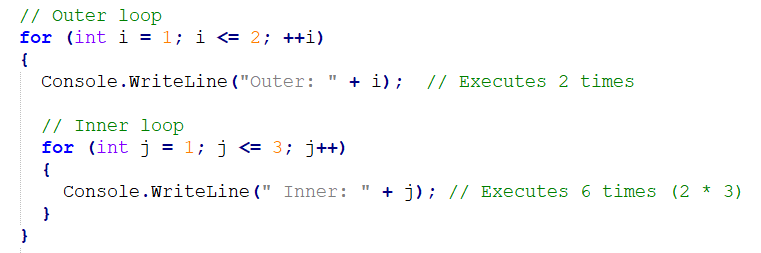 // Outer loop
for (int i = 1; i <= 2; ++i)
{
  Console.WriteLine("Outer: " + i);  // Executes 2 times
  // Inner loop
  for (int j = 1; j <= 3; j++)
  {
    Console.WriteLine(" Inner: " + j); // Executes 6 times (2 * 3)
  }
}